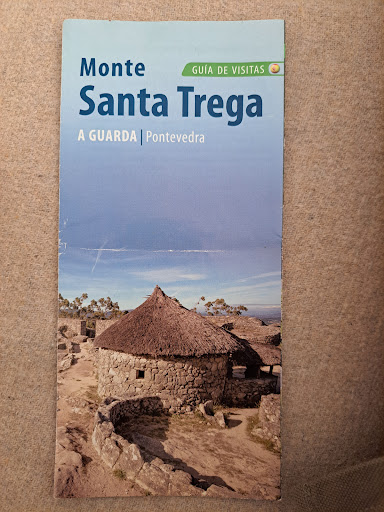 Monte
GUÍA DE VISITAS
Santa Trega
A GUARDA | Pontevedra